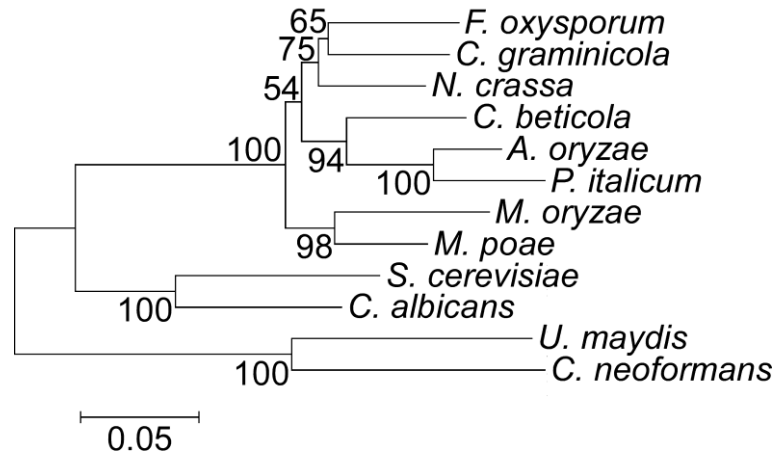 65 F. oxysporum
75 C. graminicola
54 N. crassa
C. beticola
100 94 A. oryzae
100 P. italicum
M. oryzae
98 M. poae
S. cerevisiae
100 C. albicans
U. maydis
100 C. neoformans
0.05